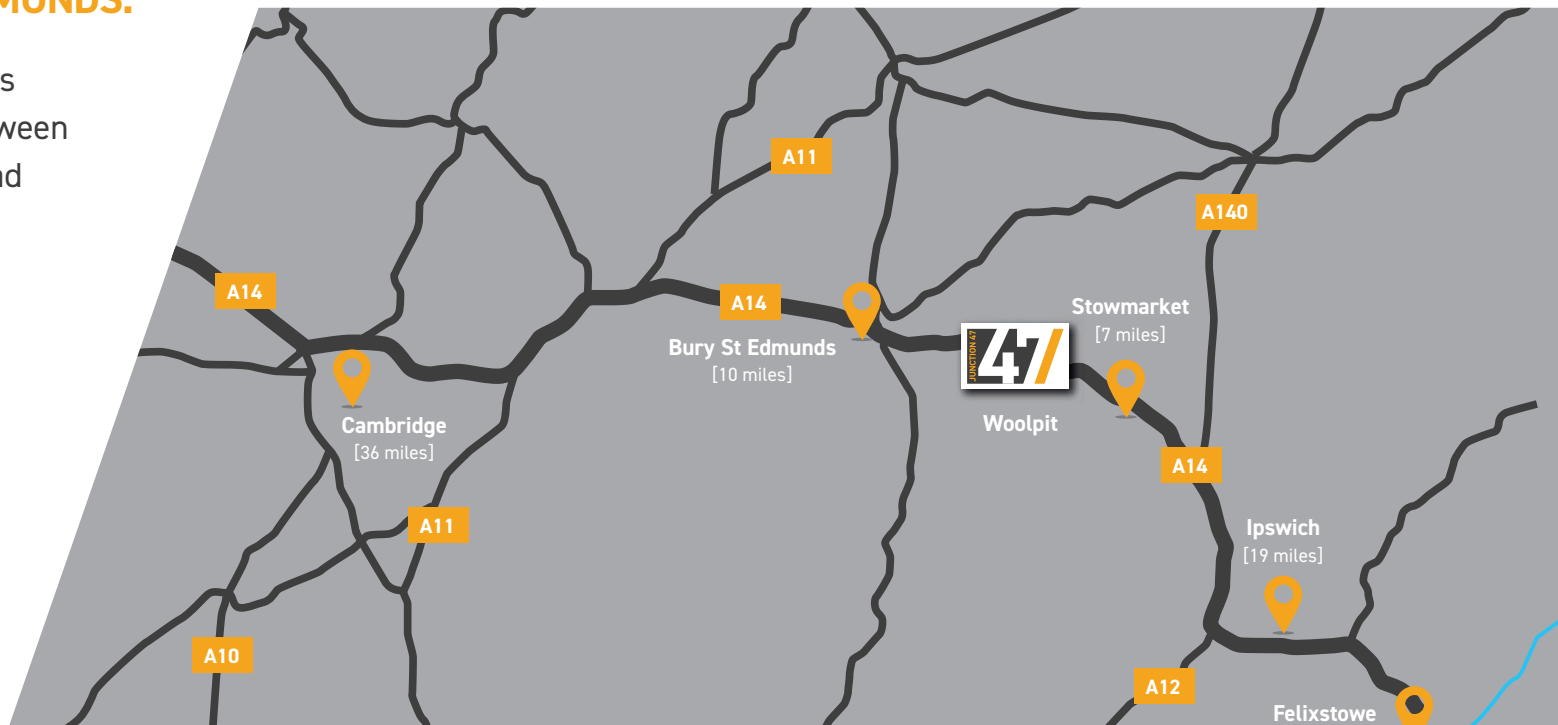 MUNDS.
s
ween
nd
A11
A140
A14
A14
Stowmarket
[7 miles]
Bury St Edmunds
[10 miles]
JUNCTION 47
47
Woolpit
Cambridge
[36 miles]
A14
A11
Ipswich
[19 miles]
A10
A12
Felixstowe